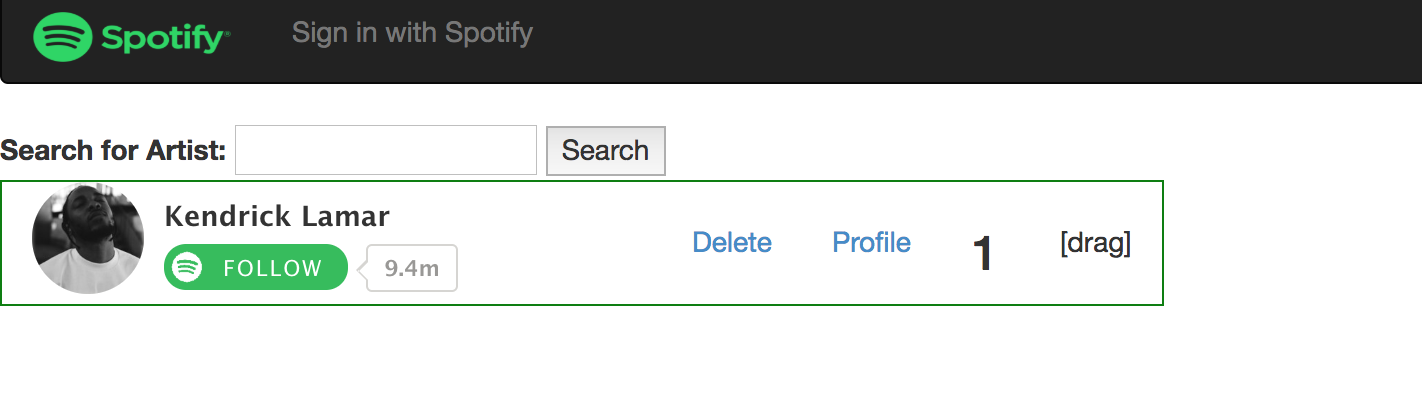 Spotify® Sign in with Spotify
Search for Artist: Search
Kendrick Lamar
FOLLOW 9.4m
Delete Profile 1 [drag]